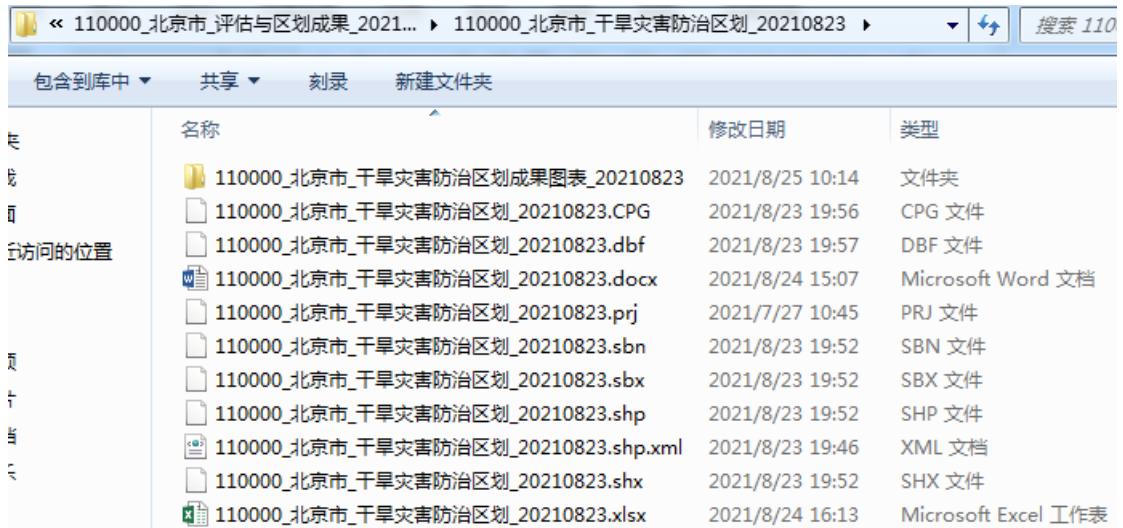 « 110000_北京市_评估与区划成果_2021... 110000_北京市_干旱灾害防治区划_20210823 搜索 110
包含到库中 共享 刻录 新建文件夹
名称 修改日期 类型
110000_北京市_干旱灾害防治区划成果图表_20210823 2021/8/25 10:14 文件夹
110000_北京市_干旱灾害防治区划_20210823.CPG 2021/8/23 19:56 CPG 文件
110000_北京市_干旱灾害防治区划_20210823.dbf 2021/8/23 19:57 DBF 文件
近访问的位置
110000_北京市_干旱灾害防治区划_20210823.docx 2021/8/24 15:07 Microsoft Word 文档
110000_北京市_干旱灾害防治区划_20210823.prj 2021/7/27 10:45 PRJ 文件
110000_北京市_干旱灾害防治区划_20210823.sbn 2021/8/23 19:52 SBN 文件
110000_北京市_干旱灾害防治区划_20210823.sbx 2021/8/23 19:52 SBX 文件
110000_北京市_干旱灾害防治区划_20210823.shp 2021/8/23 19:52 SHP 文件
110000_北京市_干旱灾害防治区划_20210823.shp.xml 2021/8/23 19:46 XML 文档
110000_北京市_干旱灾害防治区划_20210823.shx 2021/8/23 19:52 SHX 文件
110000_北京市_干旱灾害防治区划_20210823.xlsx 2021/8/24 16:13 Microsoft Excel 工作表